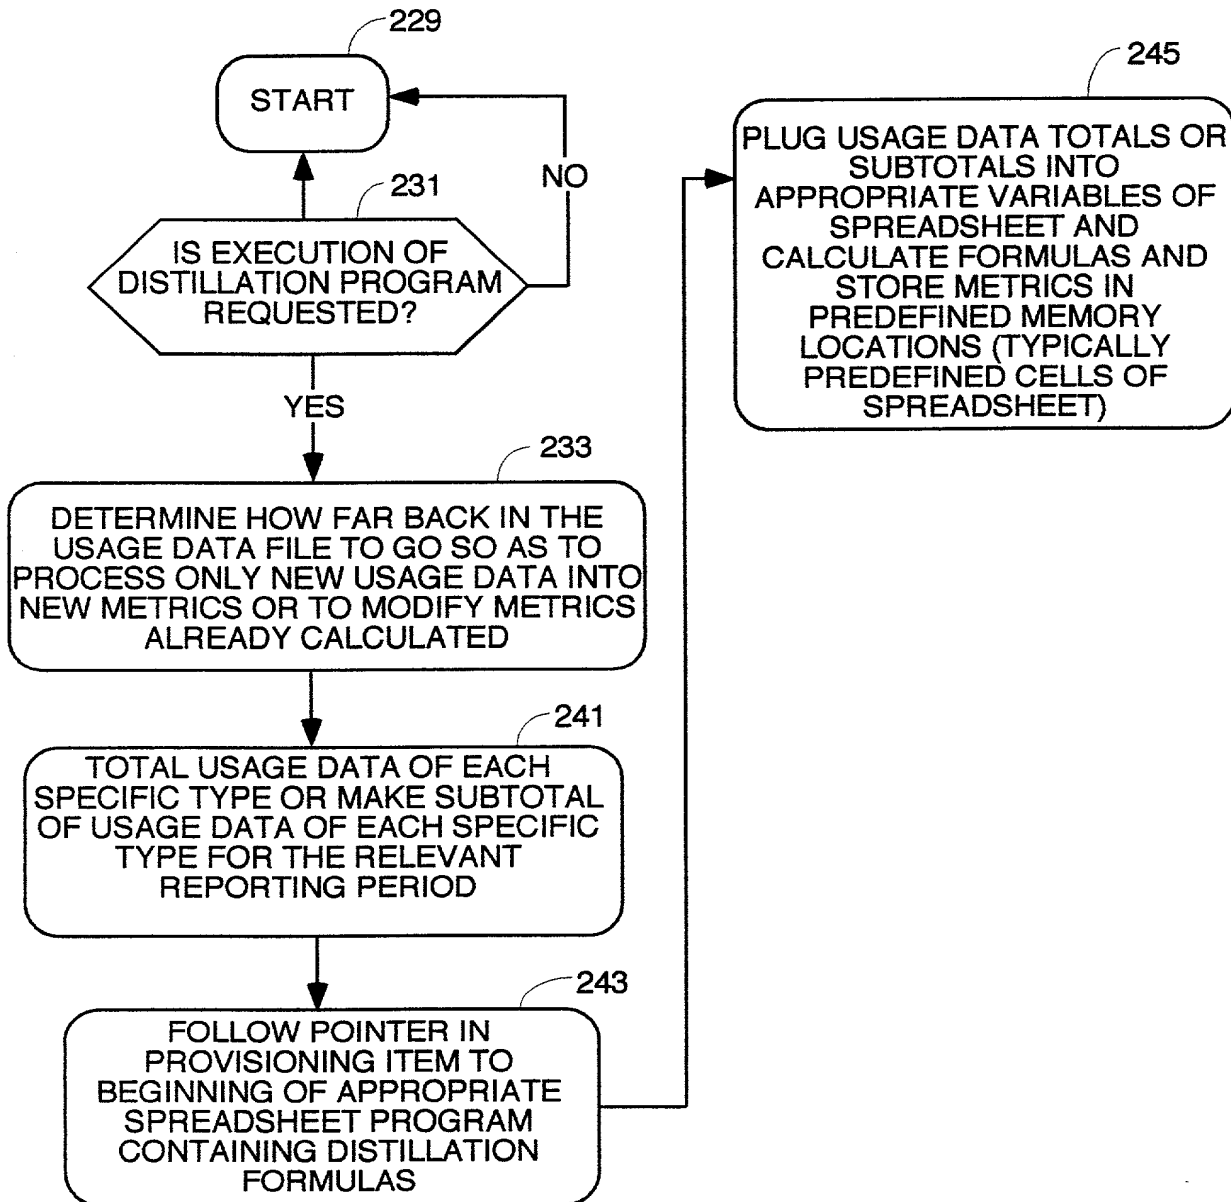 229
START
NO
231
IS EXECUTION OF
DISTILLATION PROGRAM
REQUESTED?
YES
233
DETERMINE HOW FAR BACK IN THE
USAGE DATA FILE TO GO SO AS TO
PROCESS ONLY NEW USAGE DATA INTO
NEW METRICS OR TO MODIFY METRICS
ALREADY CALCULATED
241
TOTAL USAGE DATA OF EACH
SPECIFIC TYPE OR MAKE SUBTOTAL
OF USAGE DATA OF EACH SPECIFIC
TYPE FOR THE RELEVANT
REPORTING PERIOD
243
FOLLOW POINTER IN
PROVISIONING ITEM TO
BEGINNING OF APPROPRIATE
SPREADSHEET PROGRAM
CONTAINING DISTILLATION
FORMULAS
245
PLUG USAGE DATA TOTALS OR
SUBTOTALS INTO
APPROPRIATE VARIABLES OF
SPREADSHEET AND
CALCULATE FORMULAS AND
STORE METRICS IN
PREDEFINED MEMORY
LOCATIONS (TYPICALLY
PREDEFINED CELLS OF
SPREADSHEET)